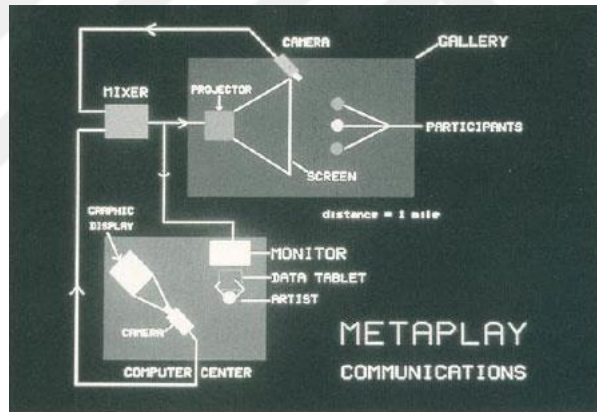 CAMERA
GALLERY
MIXER
PROJECTOR
PARTICIPANTS
SCREEN
distance = 1 mile
GRAPHIC
DISPLAY
MONITOR
DATA TABLET
ARTIST
CAMERA
COMPUTER CENTER
METAPLAY
COMMUNICATIONS